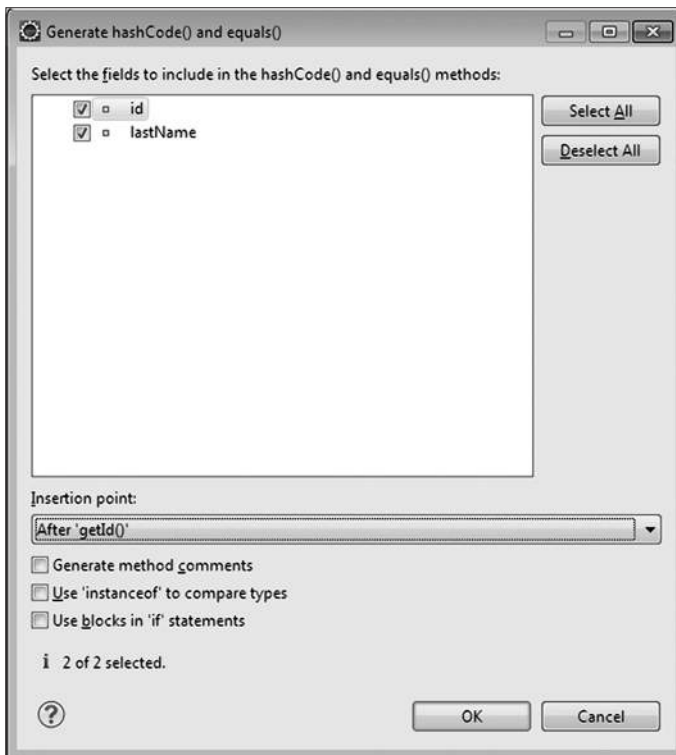 Generate hashCode() and equals()
Select the fields to include in the hashCode() and equals() methods:
id
lastName
Select All
Deselect All
Insertion point:
After 'getId()'
Generate method comments
Use 'instanceof' to compare types
Use blocks in 'if' statements
i 2 of 2 selected.
?
OK
Cancel